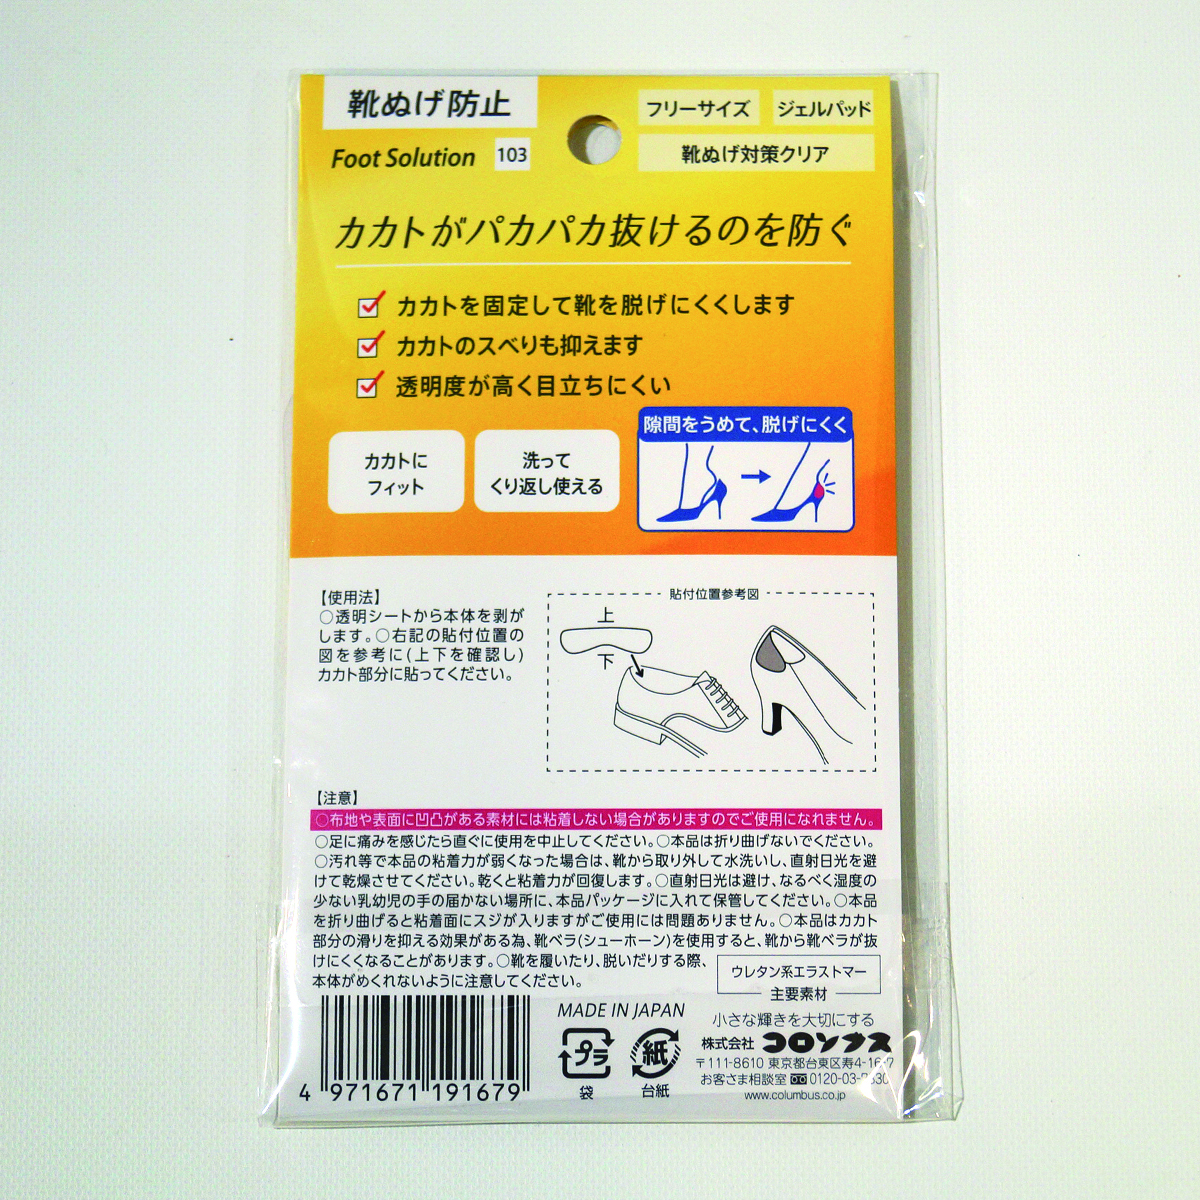 靴ぬげ防止
Foot Solution 103
フリーサイズ
ジェルパッド
靴ぬげ対策クリア
カカトがパカパカ抜けるのを防ぐ
カカトを固定して靴を脱げにくくします
カカトのスベりも抑えます
透明度が高く目立ちにくい
カカトに
フィット
洗って
くり返し使える
隙間をうめて、脱げにくく
【使用法】
○透明シートから本体を剥が
します。○右記の貼付位置の
図を参考に(上下を確認し)
カカト部分に貼ってください。
貼付位置参考図
上
下
【注意】
○布地や表面に凹凸がある素材には粘着しない場合がありますのでご使用になれません。
○足に痛みを感じたら直ぐに使用を中止してください。○本品は折り曲げないでください。
○汚れ等で本品の粘着力が弱くなった場合は、靴から取り外して水洗いし、直射日光を避
けて乾燥させてください。乾くと粘着力が回復します。○直射日光は避け、なるべく湿度の
少ない乳幼児の手の届かない場所に、本品パッケージに入れて保管してください。○本品
を折り曲げると粘着面にスジが入りますがご使用には問題ありません。○本品はカカト
部分の滑りを抑える効果がある為、靴ベラ(シューホーン)を使用すると、靴から靴ベラが抜
けにくくなることがあります。○靴を履いたり、脱いだりする際、
本体がめくれないように注意してください。
ウレタン系エラストマー
主要素材
4 971671 191679
MADE IN JAPAN
プラ
袋
紙
台紙
小さな輝きを大切にする
株式会社 コロンブス
〒111-8610 東京都台東区寿4-16-7
お客さま相談室 0120-03-
www.columbus.co.jp